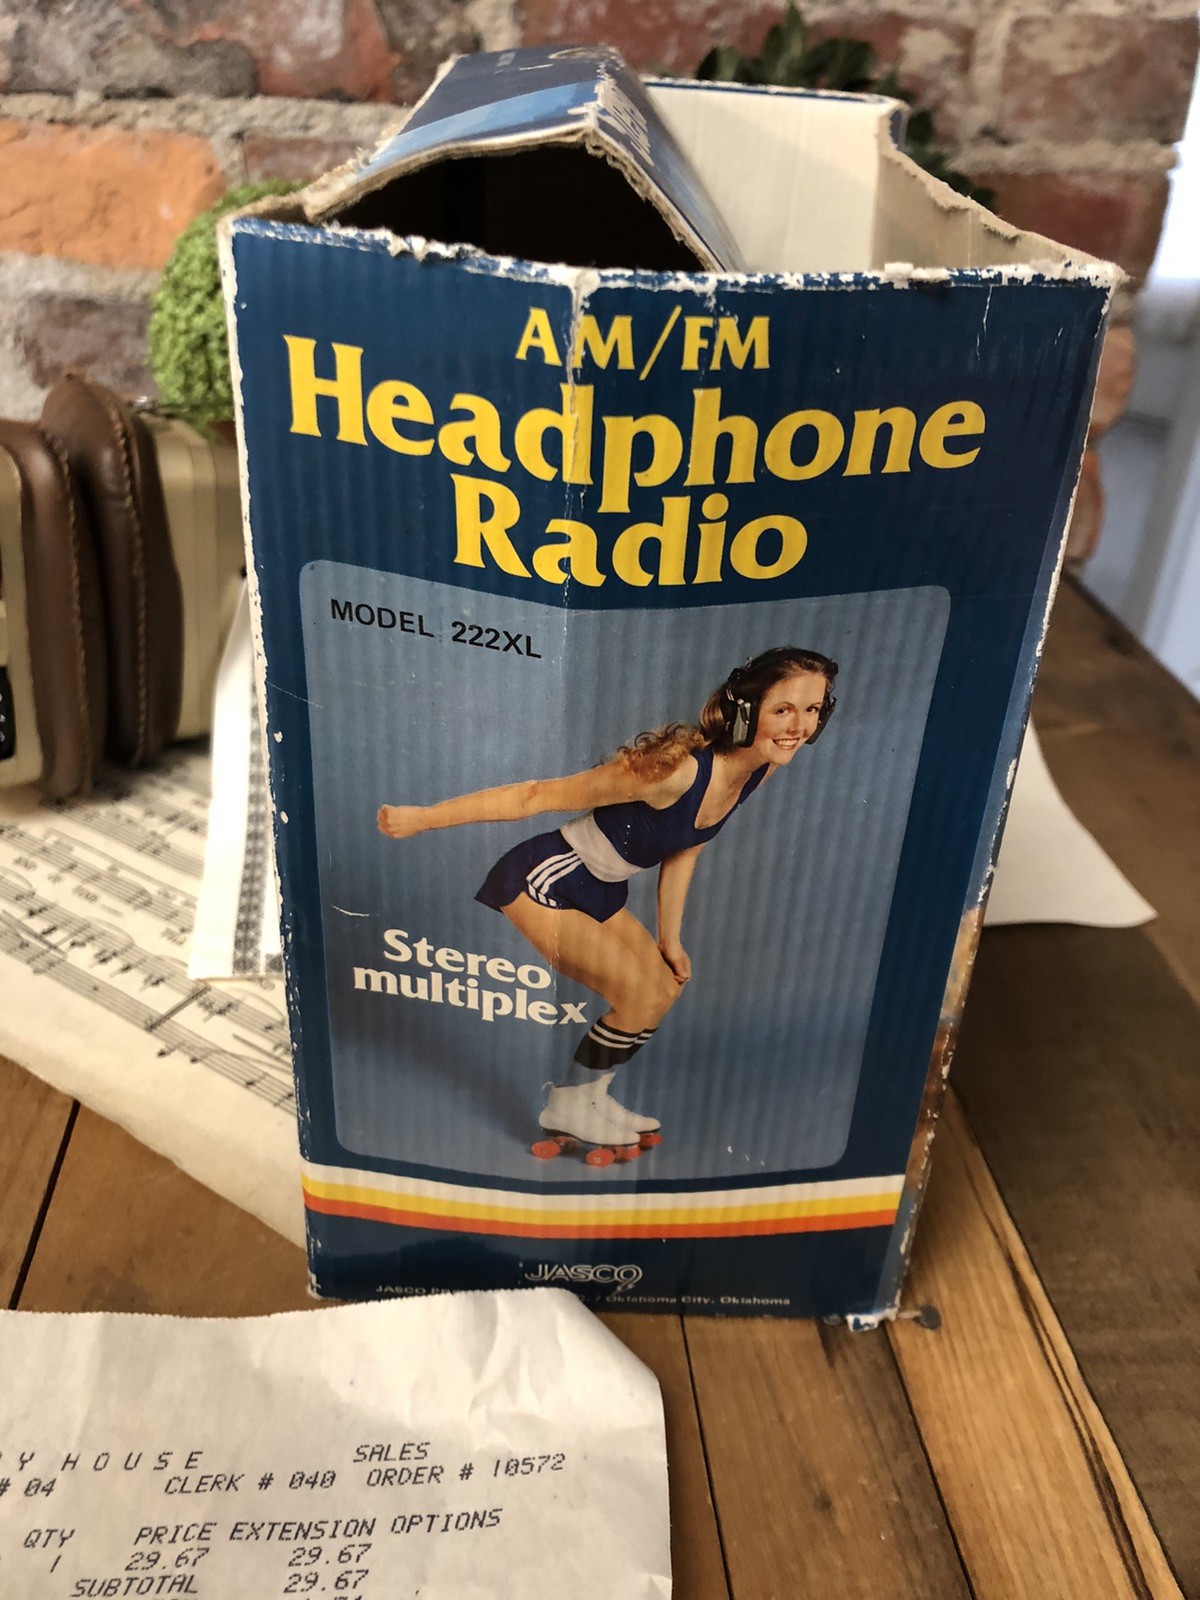 AM/FM
Headphone
Radio
MODEL 222XL
Stereo
multiplex
JASCO
JASCO / Oklahoma City, Oklahoma
Y HOUSE SALES
# 04 CLERK # 040 ORDER # 10572
QTY PRICE EXTENSION OPTIONS
1 29.67 29.67
SUBTOTAL 29.67